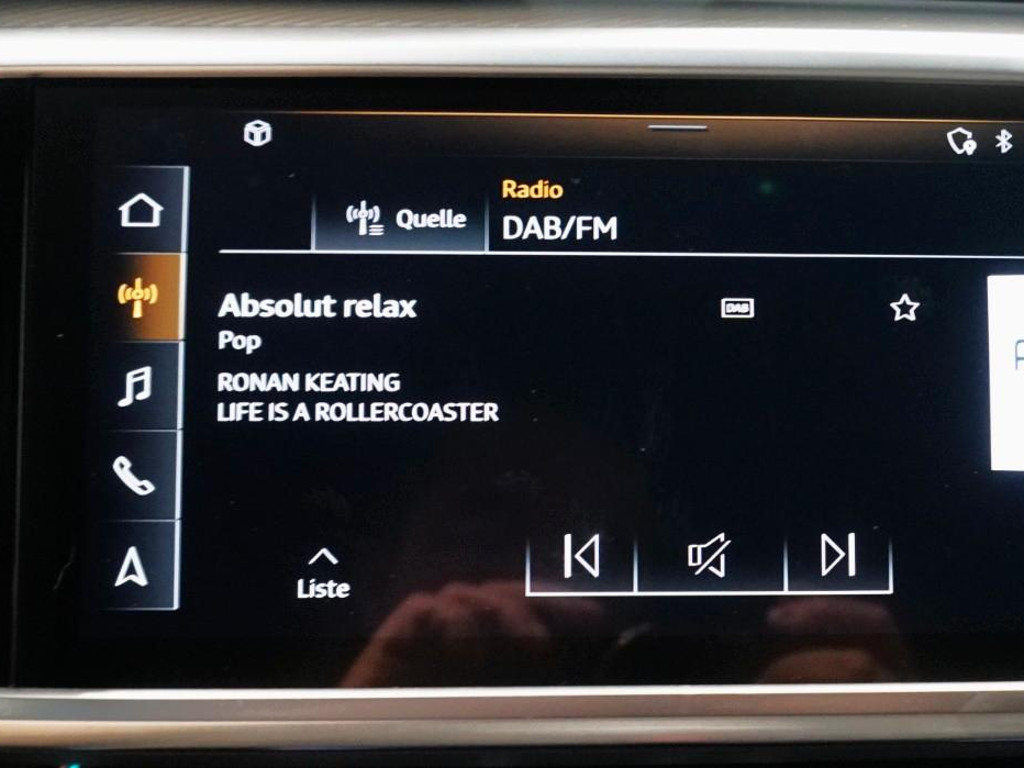 Radio
Quelle
DAB/FM
Absolut relax
DAB
Pop
RONAN KEATING
LIFE IS A ROLLERCOASTER
Liste